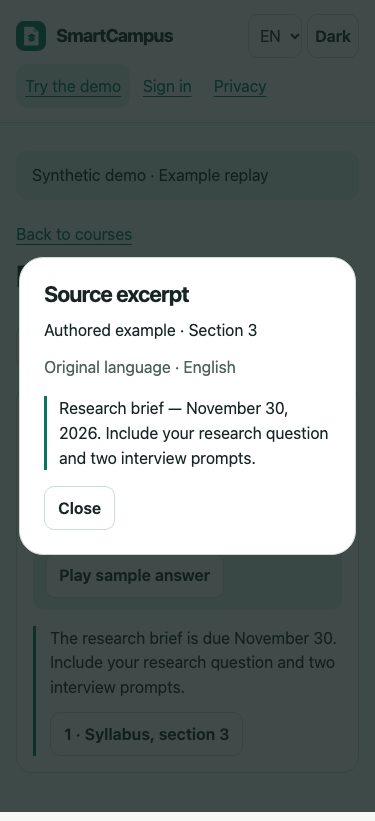 SmartCampus
EN
Dark
Try the demo
Sign in
Privacy
Synthetic demo · Example replay
Back to courses
Source excerpt
Authored example · Section 3
Original language · English
Research brief — November 30,
2026. Include your research question
and two interview prompts.
Close
Play sample answer
The research brief is due November 30.
Include your research question and two
interview prompts.
1 · Syllabus, section 3